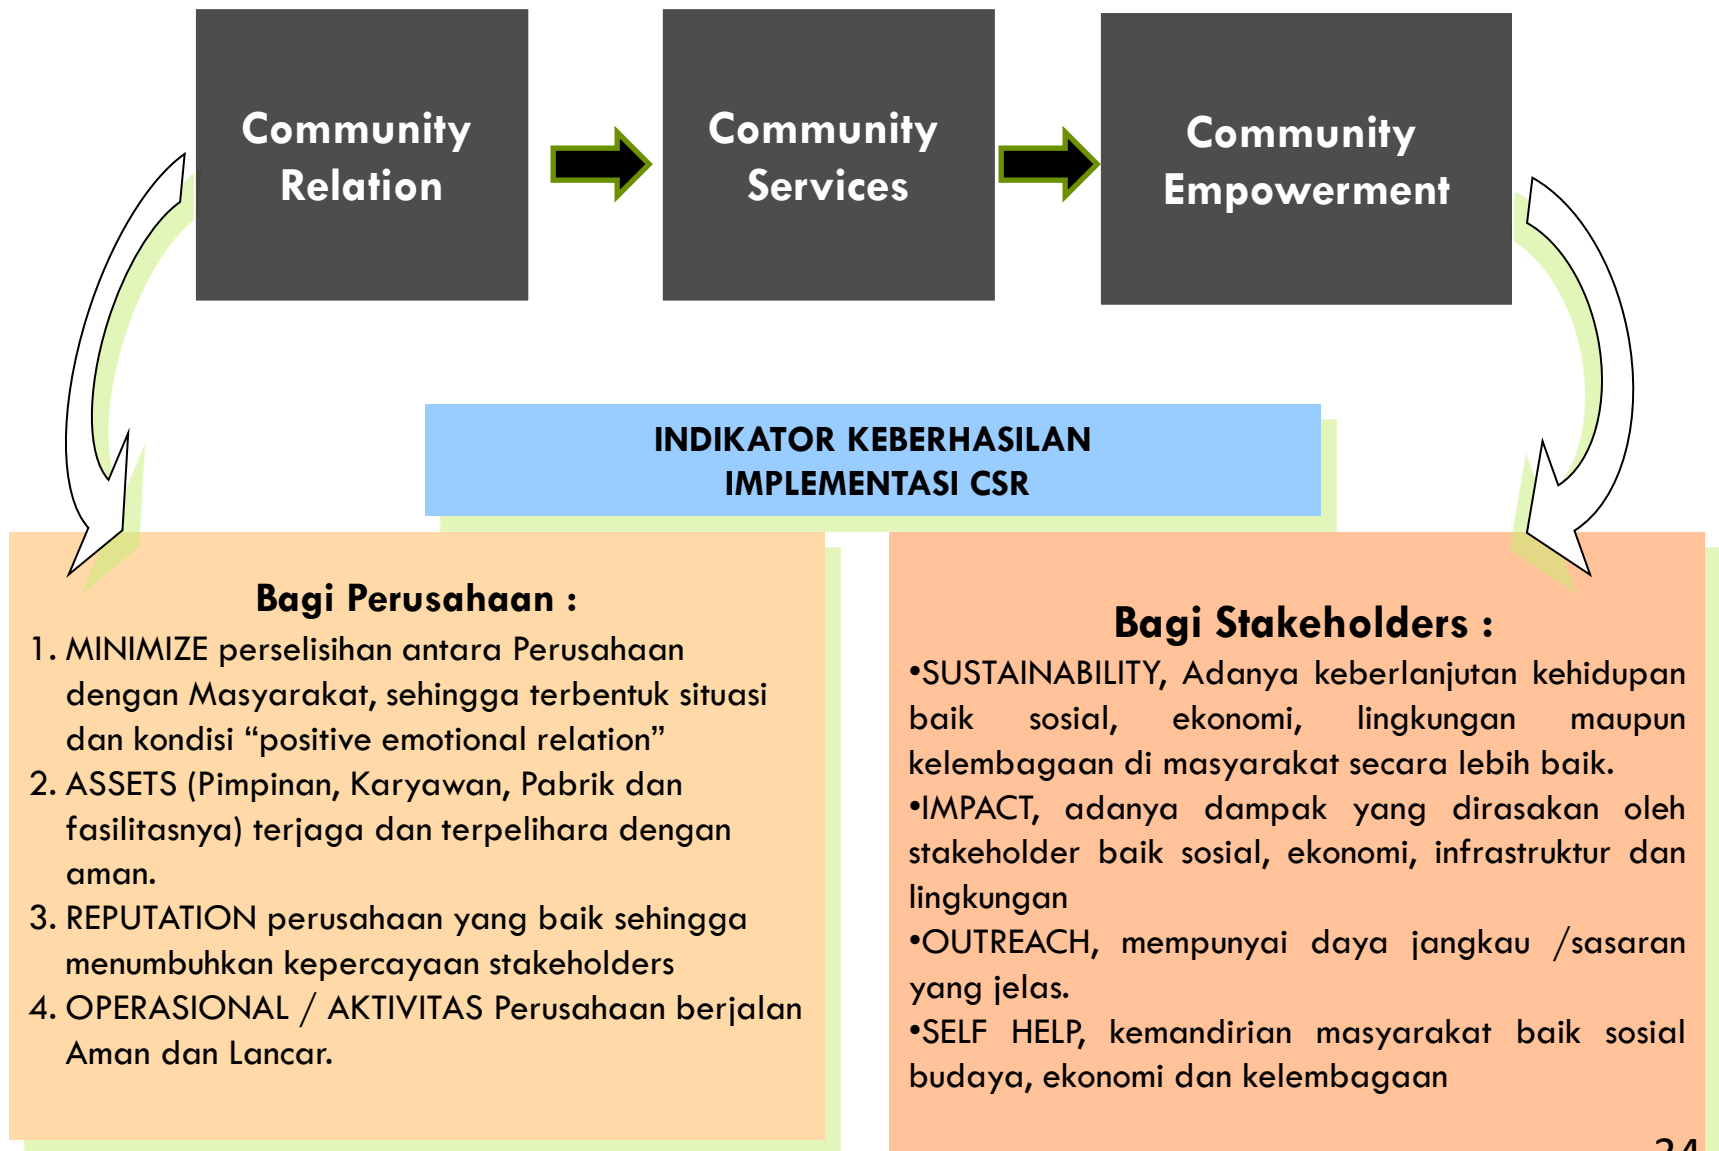 Community
Relation
Community
Services
Community
Empowerment
INDIKATOR KEBERHASILAN
IMPLEMENTASI CSR
Bagi Perusahaan :
1. MINIMIZE perselisihan antara Perusahaan
dengan Masyarakat, sehingga terbentuk situasi
dan kondisi “positive emotional relation”
2. ASSETS (Pimpinan, Karyawan, Pabrik dan
fasilitasnya) terjaga dan terpelihara dengan
aman.
3. REPUTATION perusahaan yang baik sehingga
menumbuhkan kepercayaan stakeholders
4. OPERASIONAL / AKTIVITAS Perusahaan berjalan
Aman dan Lancar.
Bagi Stakeholders :
•SUSTAINABILITY, Adanya keberlanjutan kehidupan
baik sosial, ekonomi, lingkungan maupun
kelembagaan di masyarakat secara lebih baik.
•IMPACT, adanya dampak yang dirasakan oleh
stakeholder baik sosial, ekonomi, infrastruktur dan
lingkungan
•OUTREACH, mempunyai daya jangkau /sasaran
yang jelas.
•SELF HELP, kemandirian masyarakat baik sosial
budaya, ekonomi dan kelembagaan